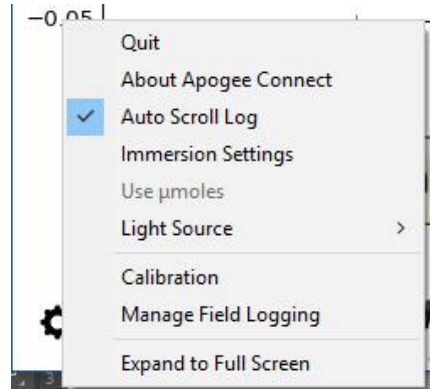 -0.05
Quit
About Apogee Connect
Auto Scroll Log
Immersion Settings
Use µmoles
Light Source
Calibration
Manage Field Logging
Expand to Full Screen
3